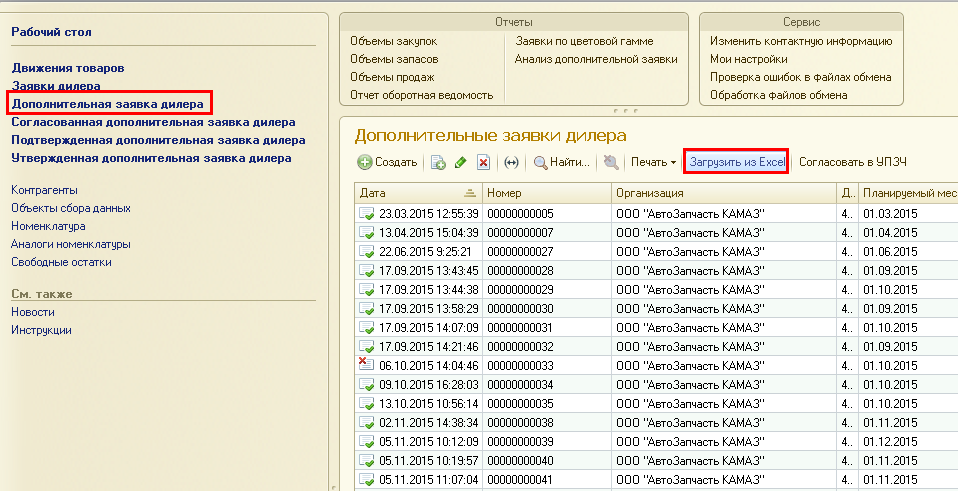 Рабочий стол
Движения товаров
Заявки дилера
Дополнительная заявка дилера
Согласованная дополнительная заявка дилера
Подтвержденная дополнительная заявка дилера
Утвержденная дополнительная заявка дилера
Контрагенты
Объекты сбора данных
Номенклатура
Аналоги номенклатуры
Свободные остатки
См. также
Новости
Инструкции
Отчеты
Объемы закупок
Объемы запасов
Объемы продаж
Отчет оборотная ведомость
Заявки по цветовой гамме
Анализ дополнительной заявки
Сервис
Изменить контактную информацию
Мои настройки
Проверка ошибок в файлах обмена
Обработка файлов обмена
Дополнительные заявки дилера
Создать Найти... Печать Загрузить из Excel Согласовать в УПЗЧ
Дата Номер Организация Д.. Планируемый мес
23.03.2015 12:55:39 00000000005 ООО "АвтоЗапчасть КАМАЗ" 4.. 01.03.2015
13.04.2015 15:04:39 00000000007 ООО "АвтоЗапчасть КАМАЗ" 4.. 01.04.2015
22.06.2015 9:25:21 00000000027 ООО "АвтоЗапчасть КАМАЗ" 4.. 01.06.2015
17.09.2015 13:43:45 00000000028 ООО "АвтоЗапчасть КАМАЗ" 4.. 01.09.2015
17.09.2015 13:44:38 00000000029 ООО "АвтоЗапчасть КАМАЗ" 4.. 01.10.2015
17.09.2015 13:58:29 00000000030 ООО "АвтоЗапчасть КАМАЗ" 4.. 01.09.2015
17.09.2015 14:07:09 00000000031 ООО "АвтоЗапчасть КАМАЗ" 4.. 01.10.2015
17.09.2015 14:21:46 00000000032 ООО "АвтоЗапчасть КАМАЗ" 4.. 01.09.2015
06.10.2015 14:04:46 00000000033 ООО "АвтоЗапчасть КАМАЗ" 4.. 01.10.2015
09.10.2015 16:28:03 00000000034 ООО "АвтоЗапчасть КАМАЗ" 4.. 01.10.2015
13.10.2015 10:56:14 00000000035 ООО "АвтоЗапчасть КАМАЗ" 4.. 01.10.2015
02.11.2015 14:38:34 00000000038 ООО "АвтоЗапчасть КАМАЗ" 4.. 01.11.2015
05.11.2015 10:12:09 00000000039 ООО "АвтоЗапчасть КАМАЗ" 4.. 01.12.2015
05.11.2015 10:19:57 00000000040 ООО "АвтоЗапчасть КАМАЗ" 4.. 01.11.2015
05.11.2015 11:07:04 00000000041 ООО "АвтоЗапчасть КАМАЗ" 4.. 01.11.2015